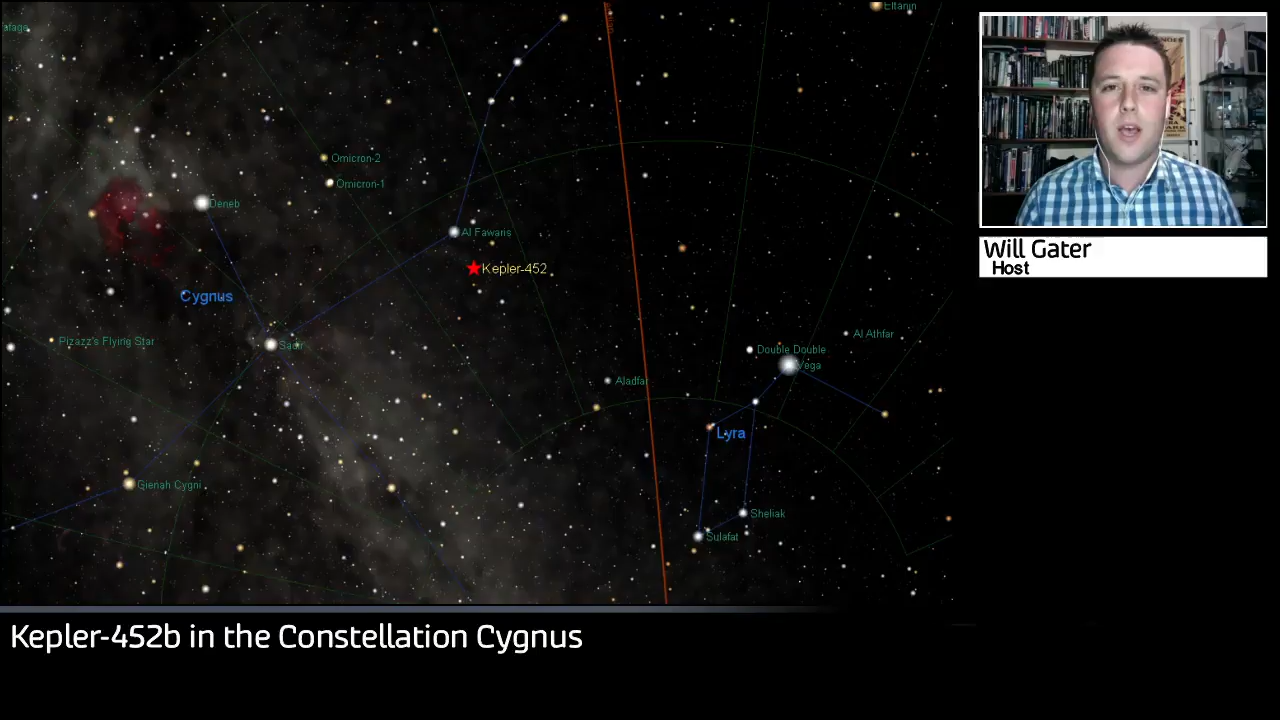 afage
Eltanin
Omicron-2
Omicron-1
Deneb
Al Fawaris
Kepler-452
Cygnus
Pizazz's Flying Star
Sadr
Al Athfar
Double Double
Vega
Aladfar
Lyra
Gienah Cygni
Sheliak
Sulafat
Will Gater
Host
Kepler-452b in the Constellation Cygnus